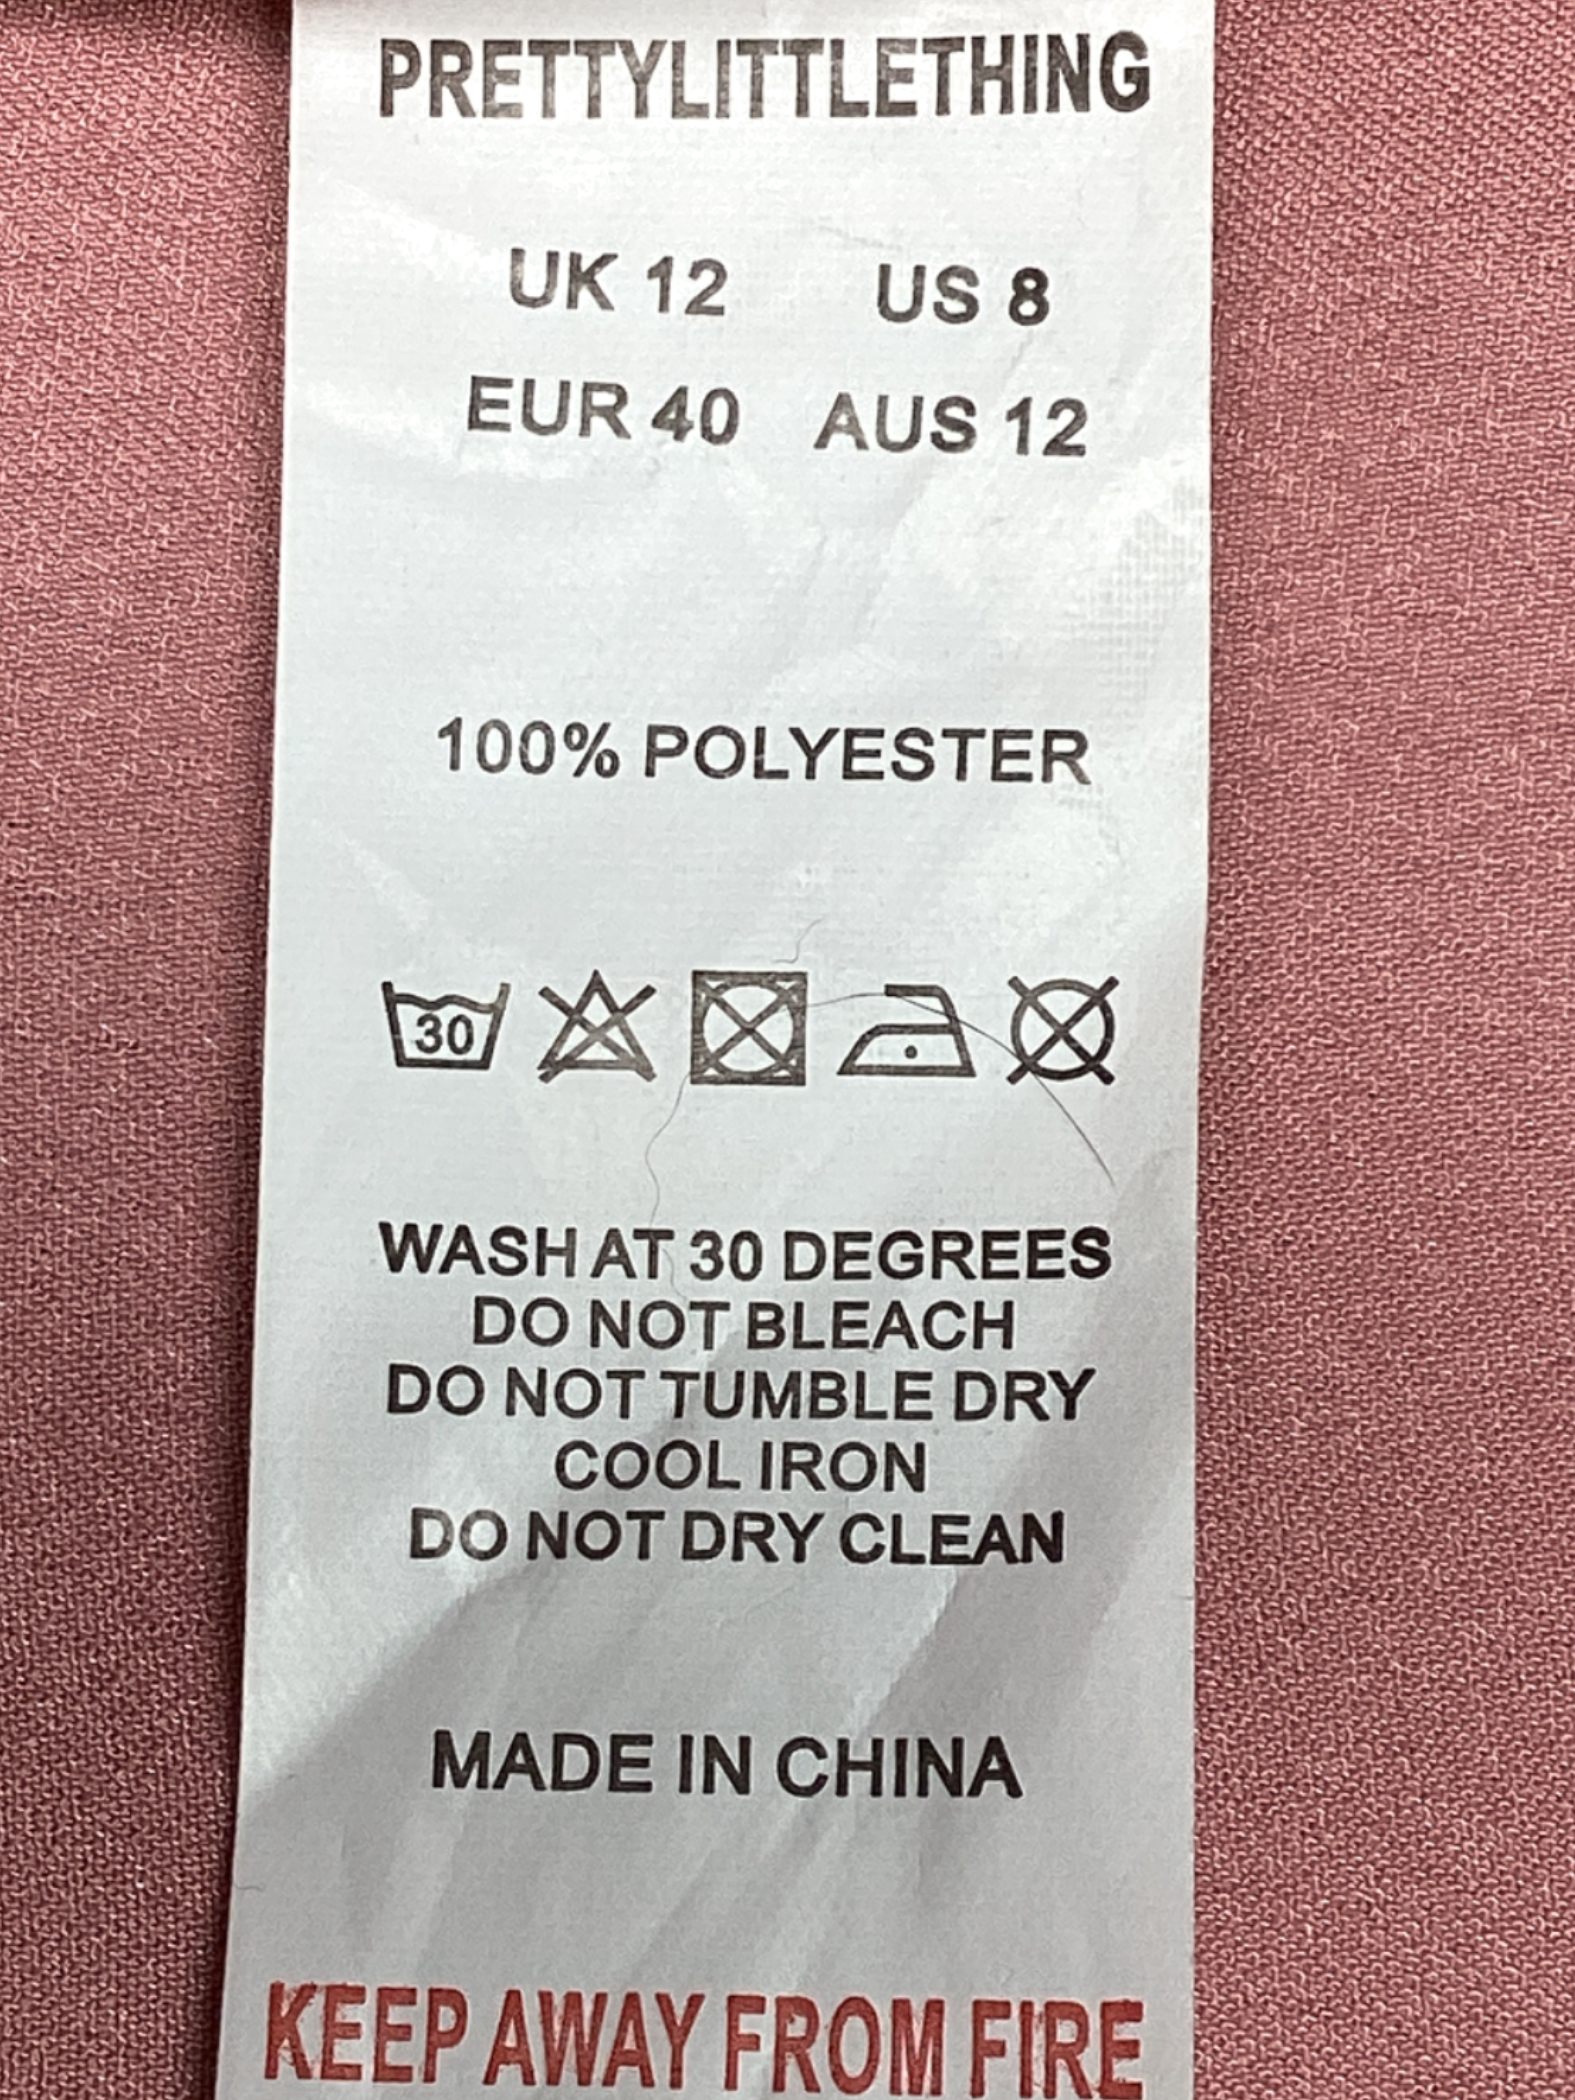 PRETTYLITTLETHING
UK 12 US 8
EUR 40 AUS 12
100% POLYESTER
30
WASH AT 30 DEGREES
DO NOT BLEACH
DO NOT TUMBLE DRY
COOL IRON
DO NOT DRY CLEAN
MADE IN CHINA
KEEP AWAY FROM FIRE